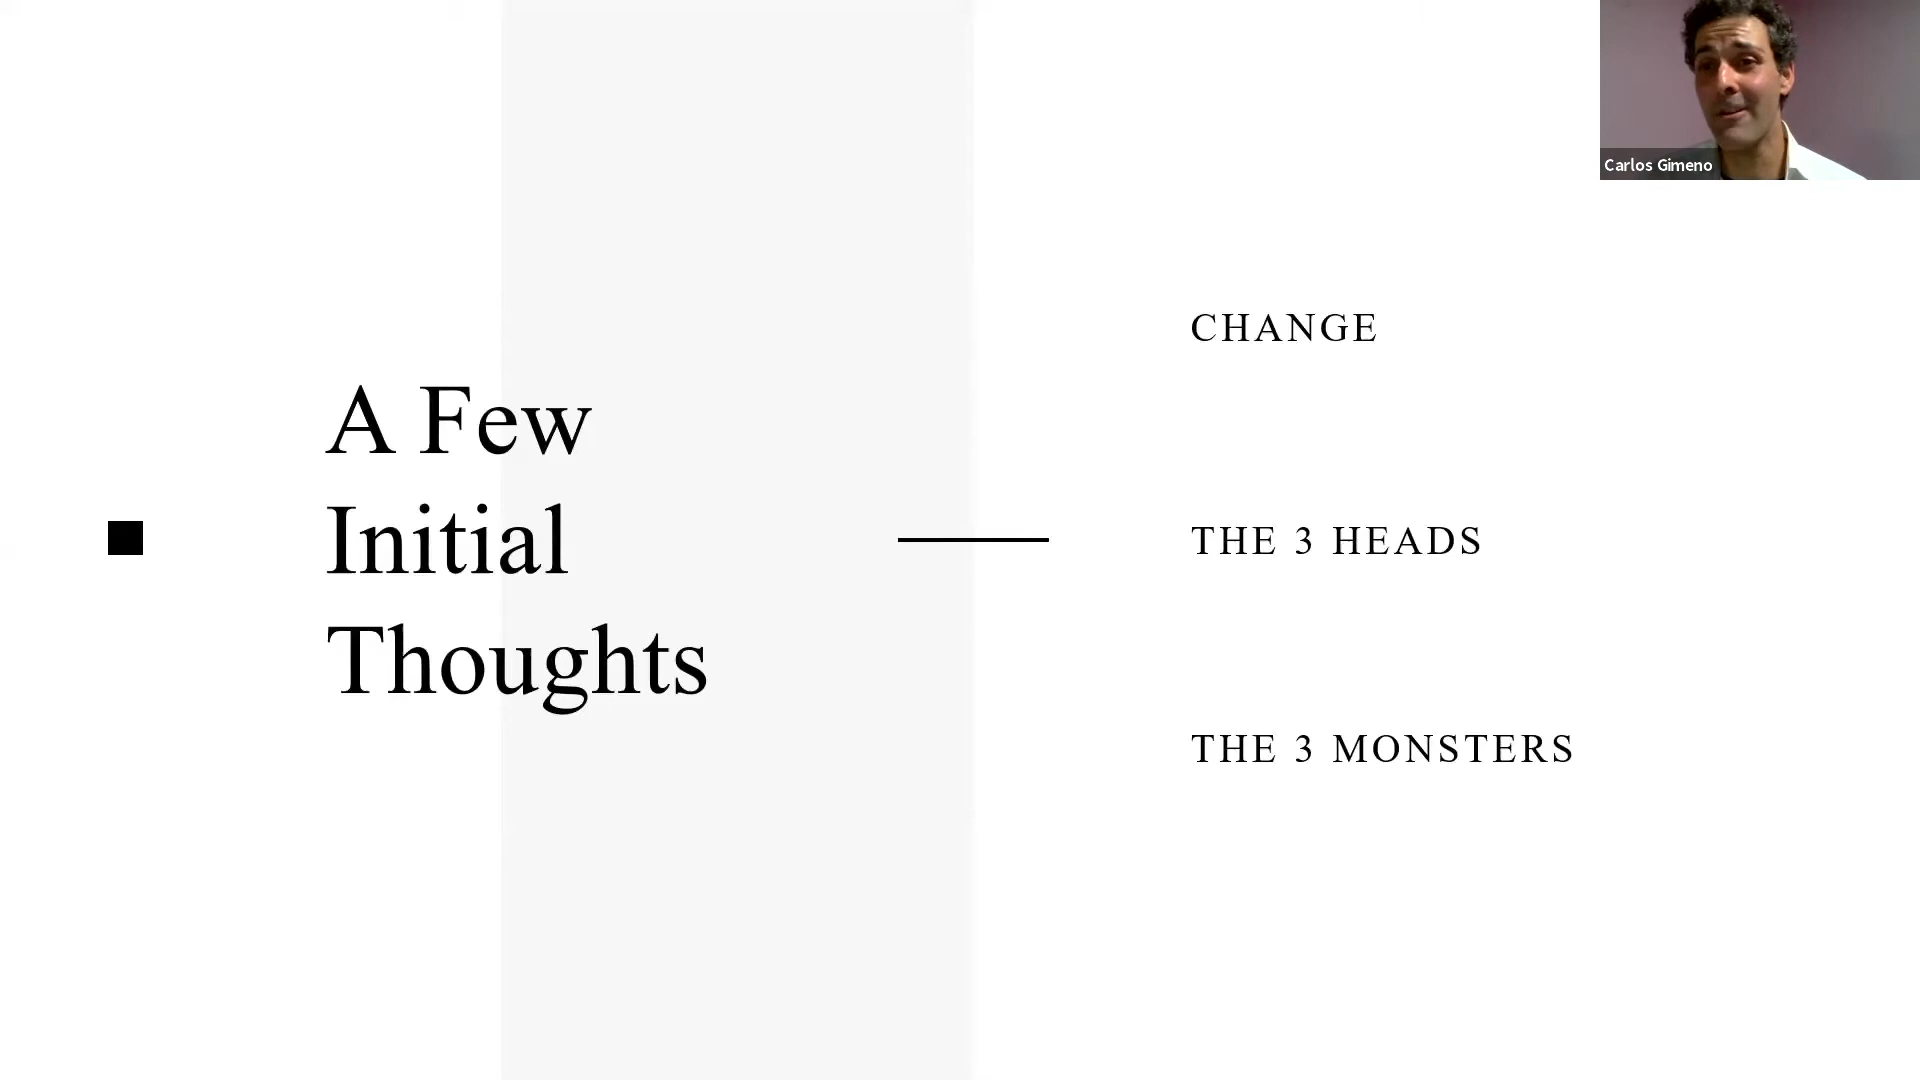 A Few
Initial
Thoughts
CHANGE
THE 3 HEADS
THE 3 MONSTERS
Carlos Gimeno